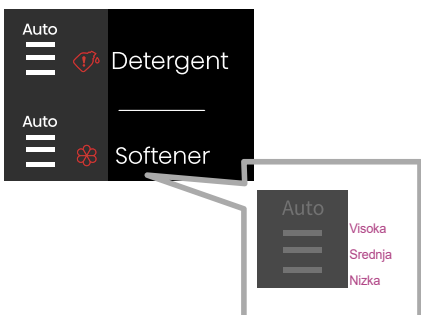 Auto
Detergent
Auto
Softener
Auto
Visoka
Srednja
Nizka